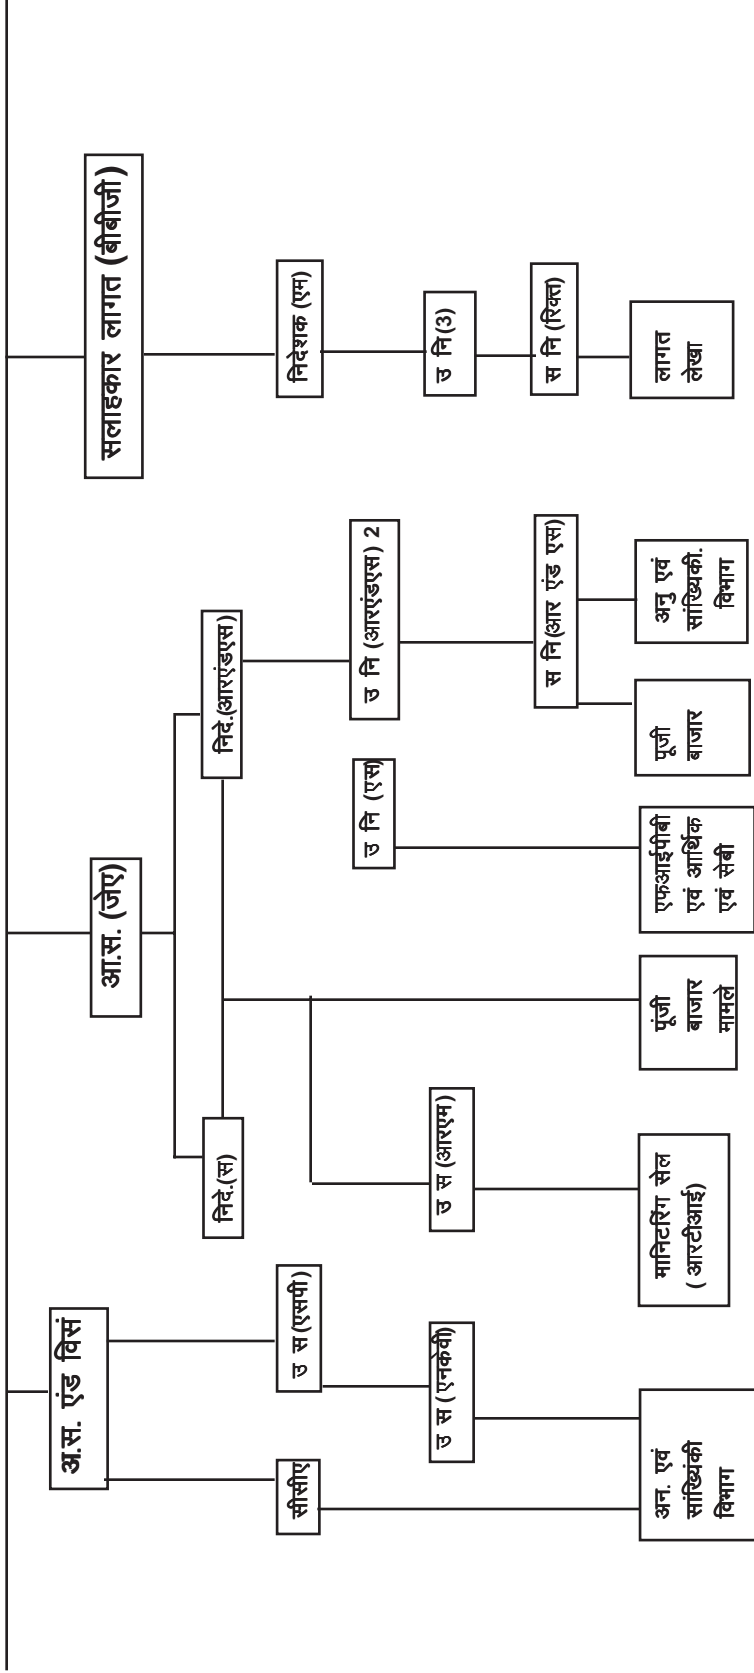 अ.स. एंड विसं
आ.स. (जेए)
सलाहकार लागत (बीबीजी)
निदे.(स)
निदे.(आरएंडएस)
सीसीए
उ स (एसपी)
निदेशक (एम)
उ नि (एस)
उ नि (आरएंडएस) 2
उ स (एनकेवी)
उ स (आरएम)
उ नि (3)
स नि (आर एंड एस)
स नि (रिक्त)
अन. एवं
सांख्यिंकी
विभाग
मानिटरिंग सेल
( आरटीआई)
पूंजी
बाजार
मामले
एफआईपीबी
एवं आर्थिक
एवं सेबी
पूजी
बाजार
अनु एवं
सांख्यिकी.
विभाग
लागत
लेखा